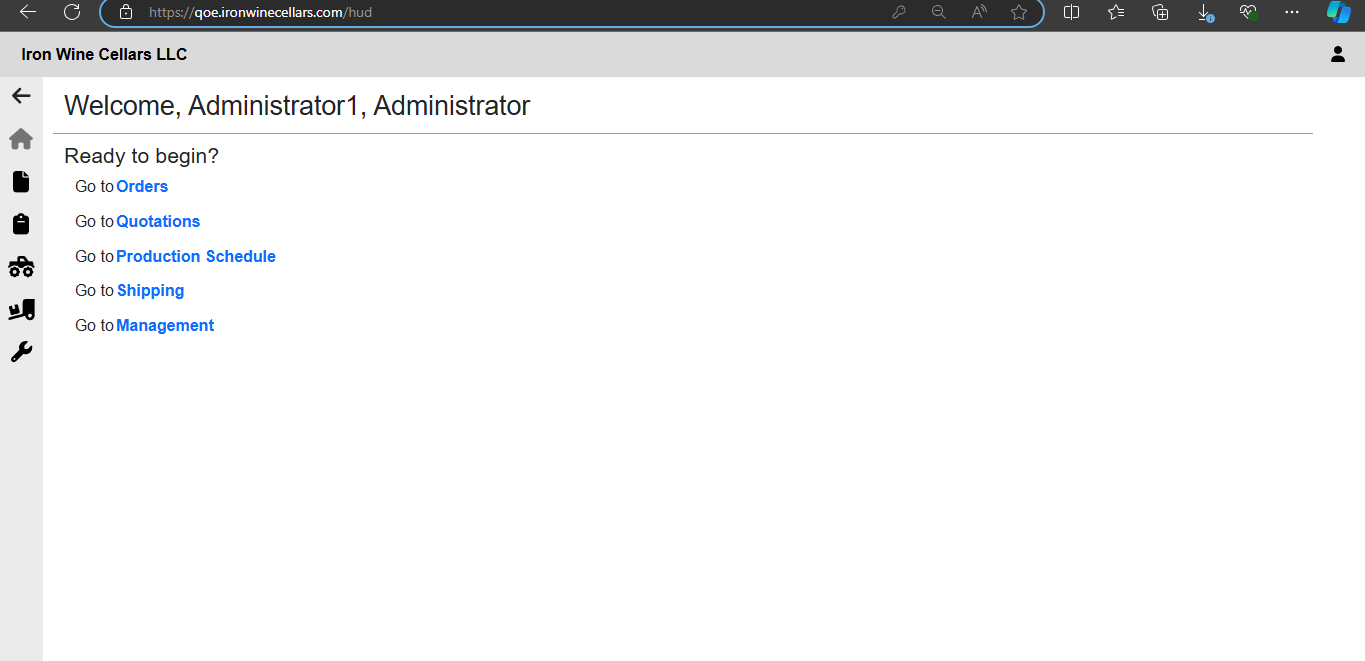 https://qoe.ironwinecellars.com/hud
Iron Wine Cellars LLC
Welcome, Administrator1, Administrator
Ready to begin?
Go to Orders
Go to Quotations
Go to Production Schedule
Go to Shipping
Go to Management